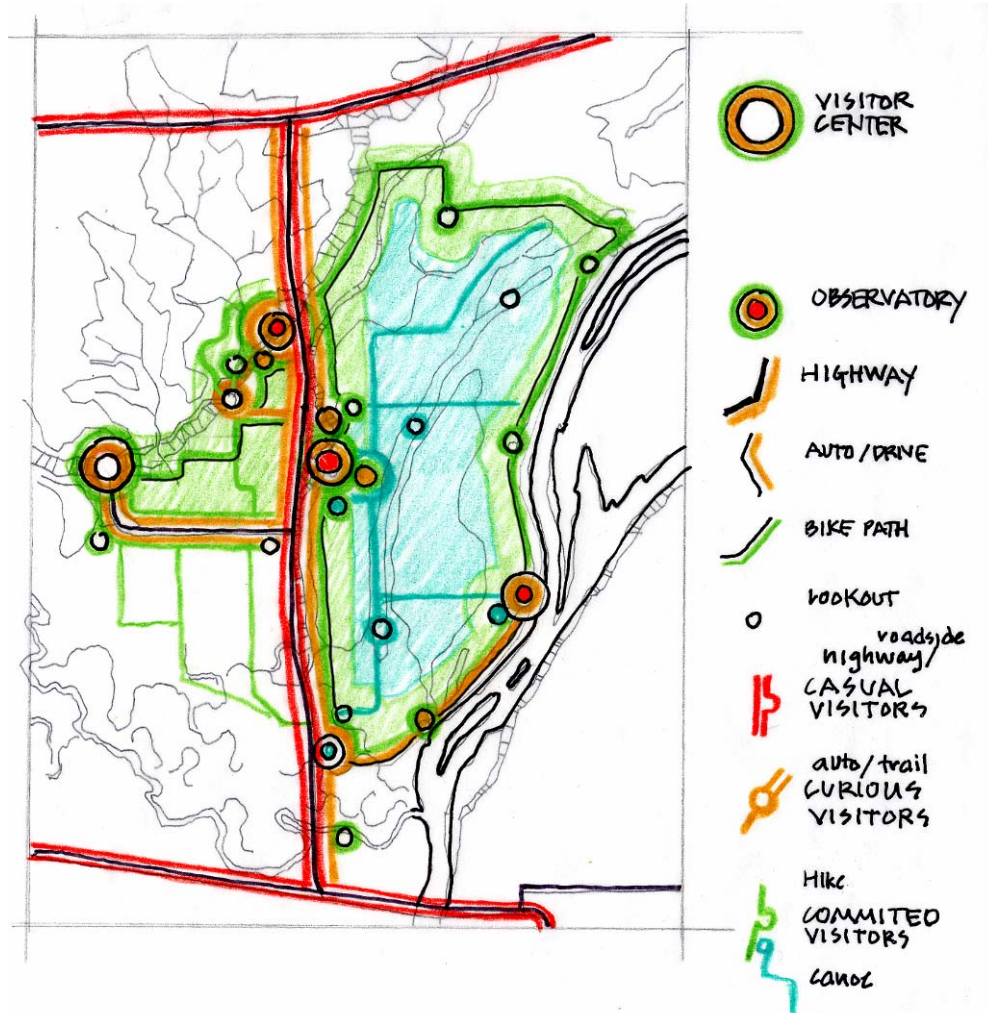 VISITOR
CENTER
OBSERVATORY
HIGHWAY
AUTO/DRIVE
BIKE PATH
LOOKOUT
roadside
highway/
CASUAL
VISITORS
auto/trail
CURIOUS
VISITORS
Hike
COMMITED
VISITORS
canoe